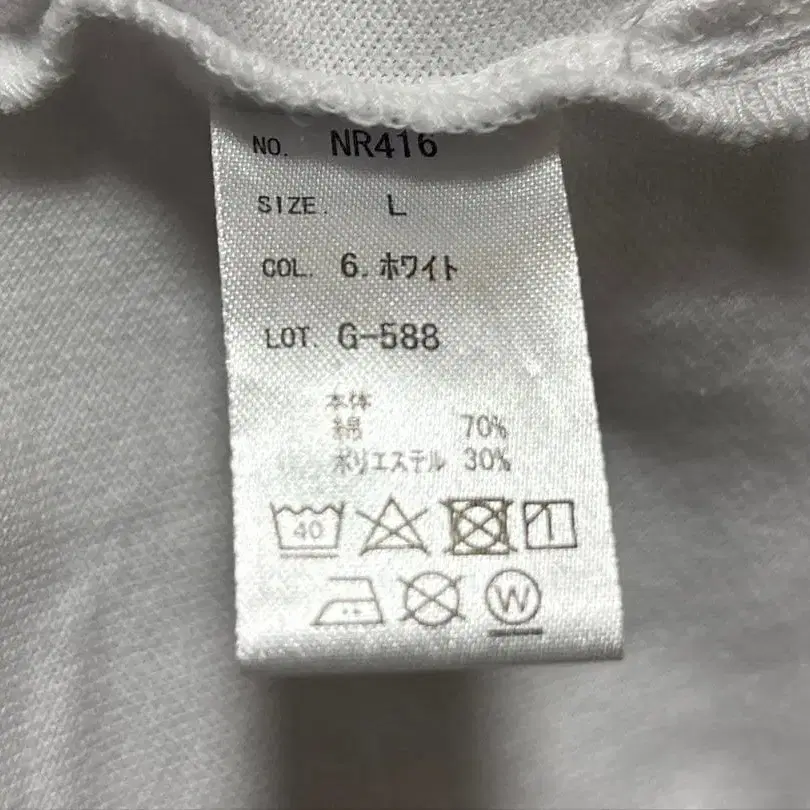 NO. NR416
SIZE. L
COL. 6.ホワイト
LOT. G-588
本体
綿 70%
ポリエステル 30%
40
W